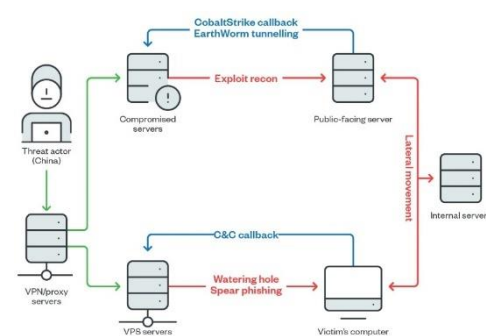 CobaltStrike callback
EarthWorm tunnelling
Exploit recon
Compromised
servers
Public-facing server
Threat actor
(China)
Lateral movement
Internal server
C&C callback
Watering hole
Spear phishing
VPN/proxy
servers
VPS servers
Victim's computer